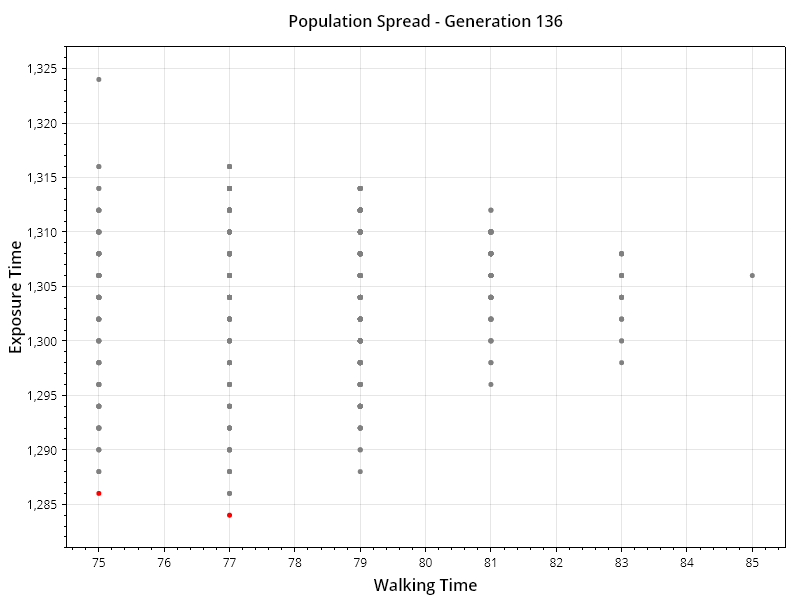 Population Spread - Generation 136
Exposure Time
1,325
1,320
1,315
1,310
1,305
1,300
1,295
1,290
1,285
75 76 77 78 79 80 81 82 83 84 85
Walking Time